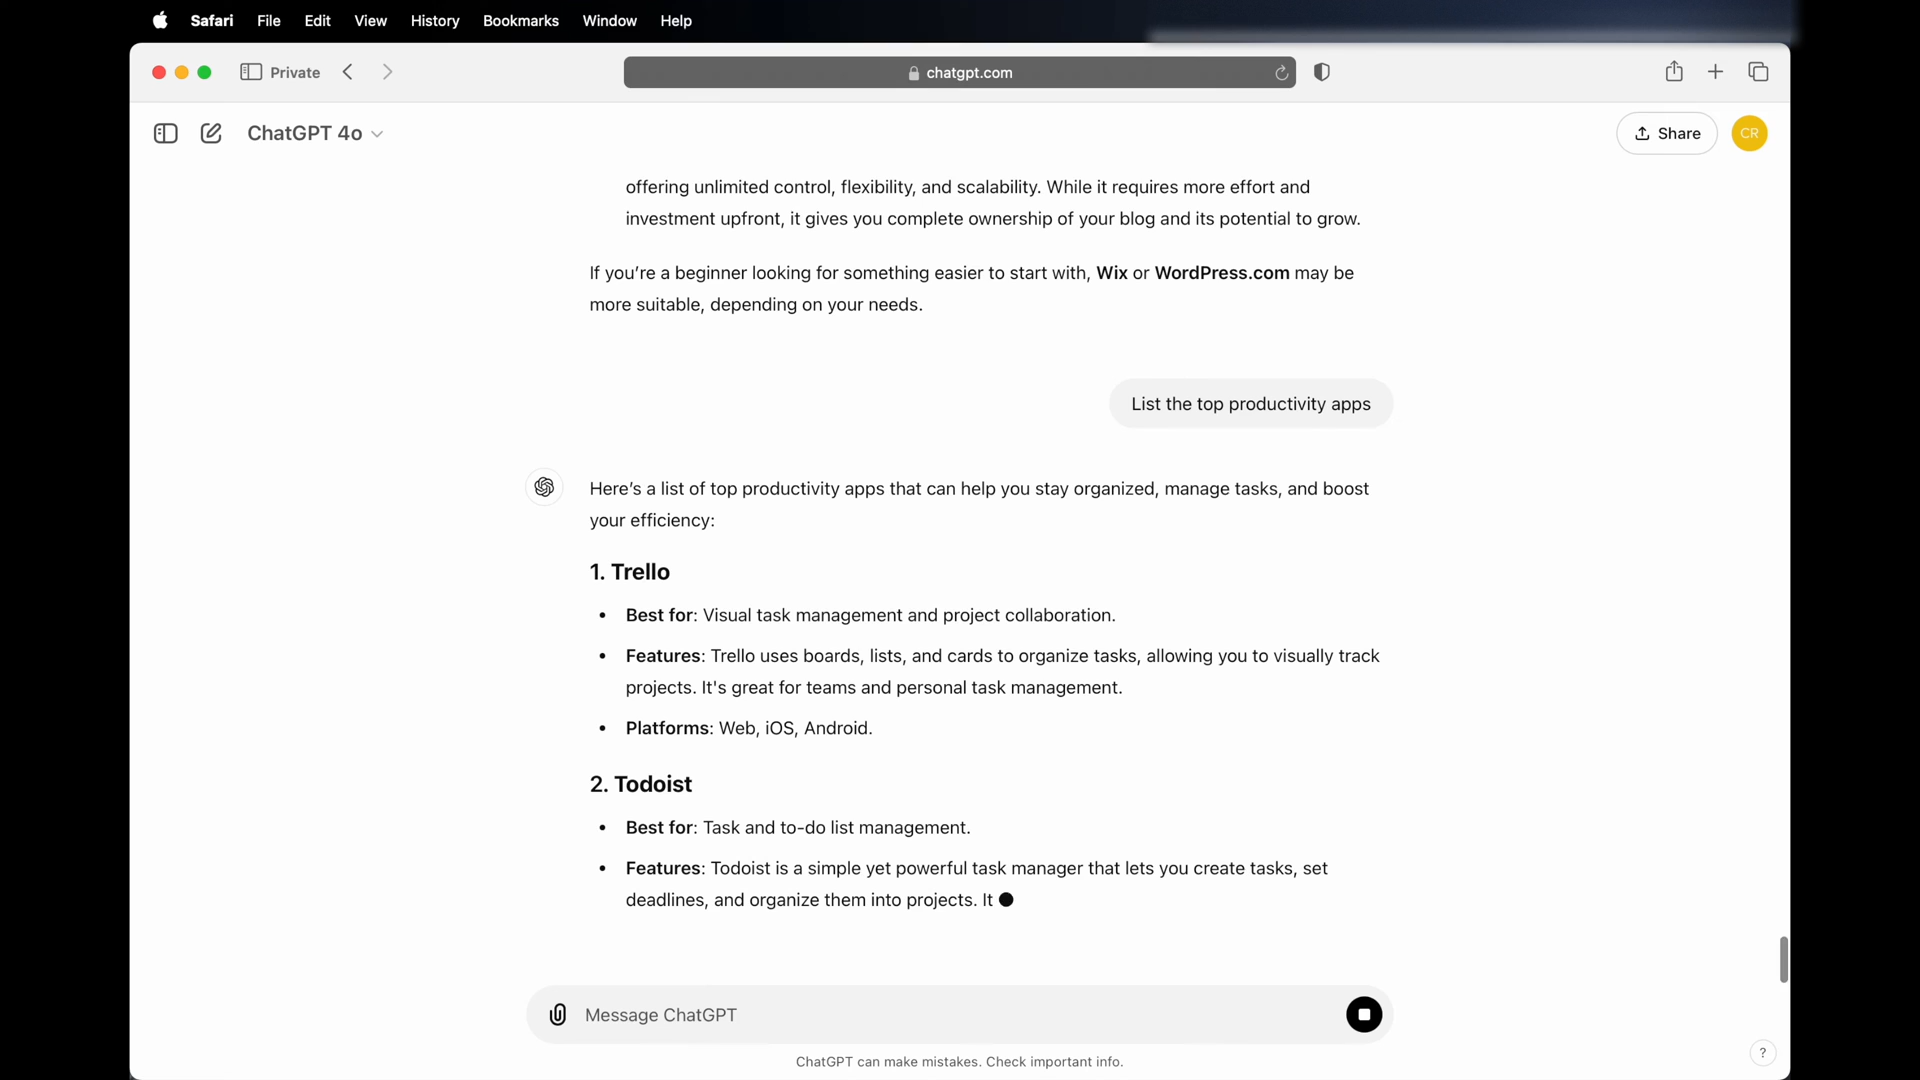 Safari File Edit View History Bookmarks Window Help
Private chatgpt.com
ChatGPT 4o Share CR
offering unlimited control, flexibility, and scalability. While it requires more effort and
investment upfront, it gives you complete ownership of your blog and its potential to grow.
If you’re a beginner looking for something easier to start with, Wix or WordPress.com may be
more suitable, depending on your needs.
List the top productivity apps
Here’s a list of top productivity apps that can help you stay organized, manage tasks, and boost
your efficiency:
1. Trello
• Best for: Visual task management and project collaboration.
• Features: Trello uses boards, lists, and cards to organize tasks, allowing you to visually track
projects. It's great for teams and personal task management.
• Platforms: Web, iOS, Android.
2. Todoist
• Best for: Task and to-do list management.
• Features: Todoist is a simple yet powerful task manager that lets you create tasks, set
deadlines, and organize them into projects. It
Message ChatGPT
ChatGPT can make mistakes. Check important info.
?